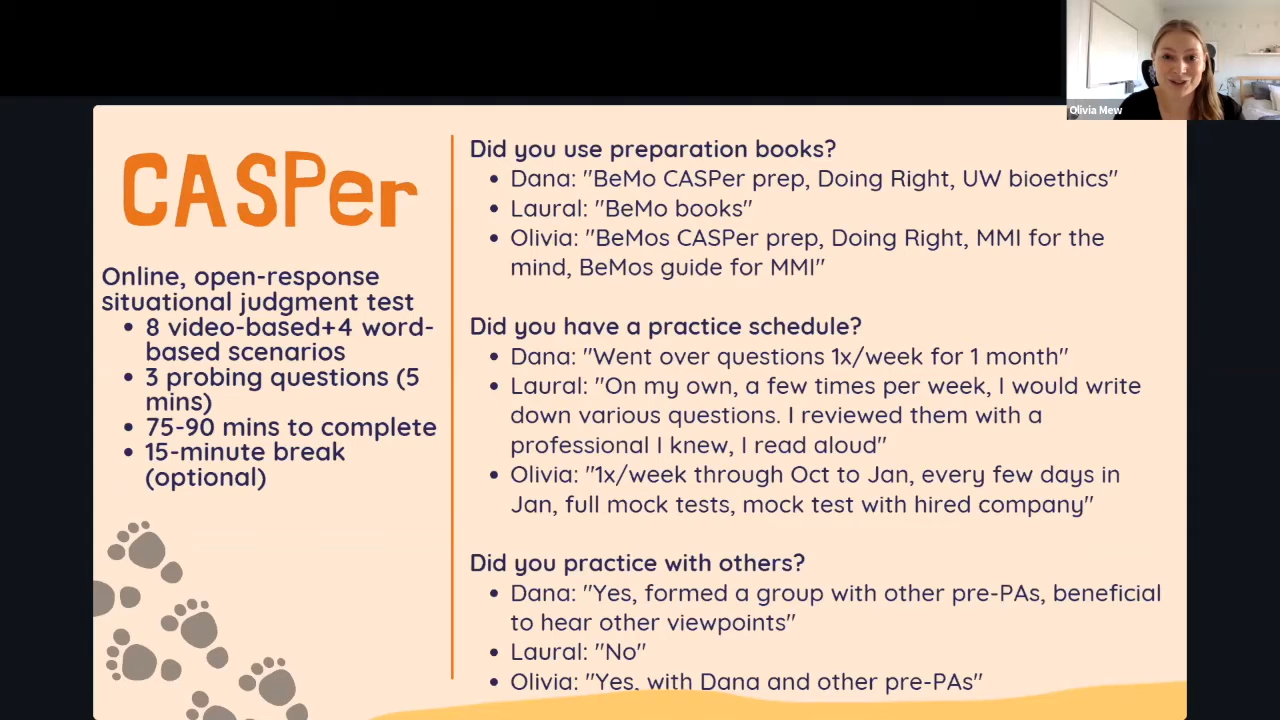 Olivia Mew
CASPer
Online, open-response
situational judgment test
• 8 video-based+4 word-
based scenarios
• 3 probing questions (5
mins)
• 75-90 mins to complete
• 15-minute break
(optional)
Did you use preparation books?
• Dana: "BeMo CASPer prep, Doing Right, UW bioethics"
• Laural: "BeMo books"
• Olivia: "BeMos CASPer prep, Doing Right, MMI for the
mind, BeMos guide for MMI"
Did you have a practice schedule?
• Dana: "Went over questions 1x/week for 1 month"
• Laural: "On my own, a few times per week, I would write
down various questions. I reviewed them with a
professional I knew, I read aloud"
• Olivia: "1x/week through Oct to Jan, every few days in
Jan, full mock tests, mock test with hired company"
Did you practice with others?
• Dana: "Yes, formed a group with other pre-PAs, beneficial
to hear other viewpoints"
• Laural: "No"
• Olivia: "Yes, with Dana and other pre-PAs"